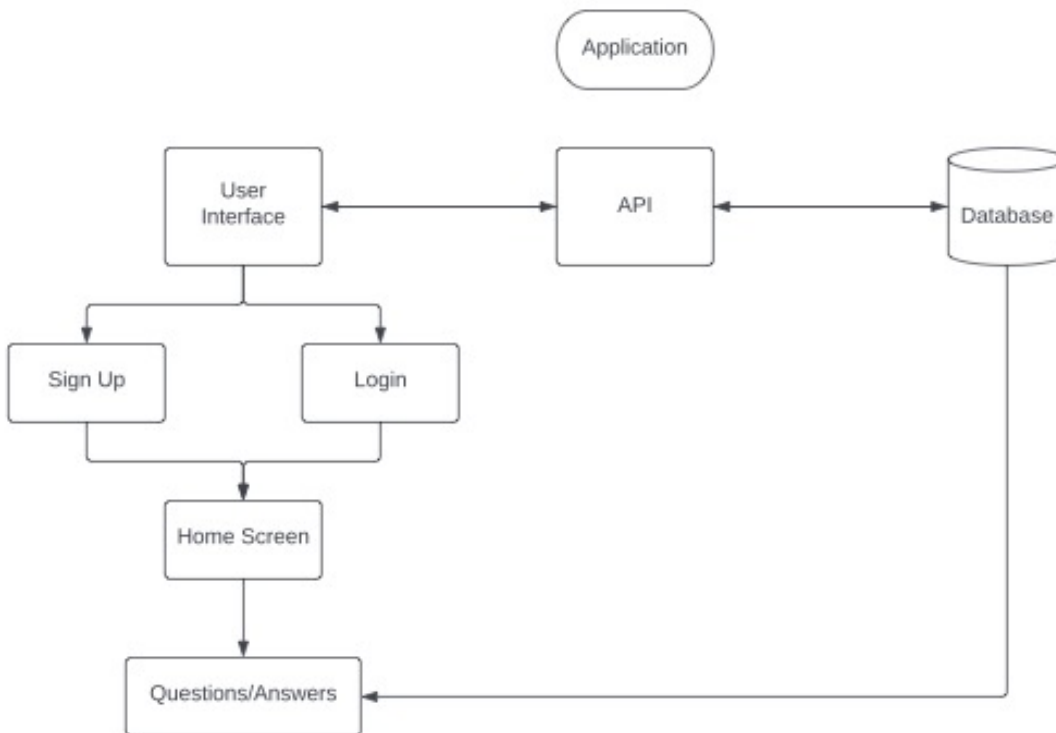 Application
User
Interface
API
Database
Sign Up
Login
Home Screen
Questions/Answers